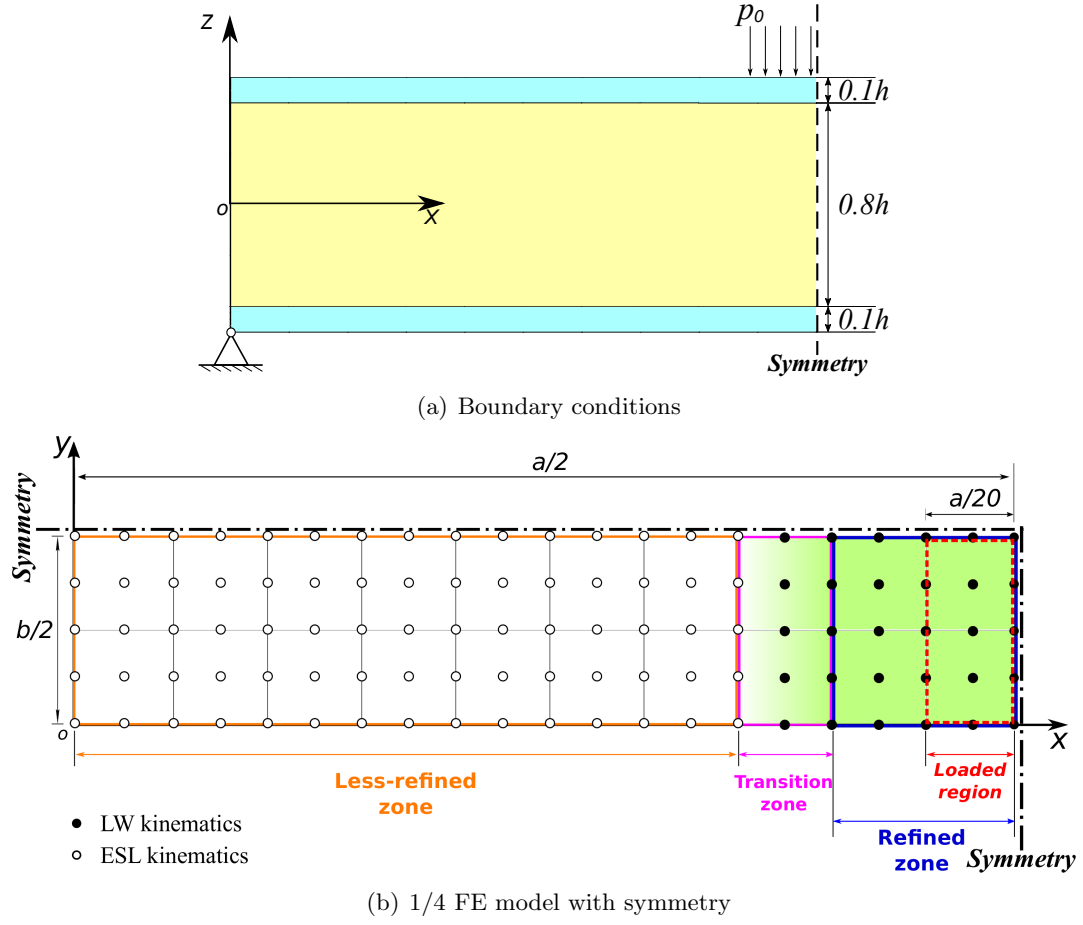 z
p0
0.1h
o
x
0.8h
0.1h
Symmetry
(a) Boundary conditions
y
a/2
Symmetry
a/20
b/2
o
x
Less-refined
zone
Transition
zone
Loaded
region
Refined
zone
Symmetry
LW kinematics
ESL kinematics
(b) 1/4 FE model with symmetry